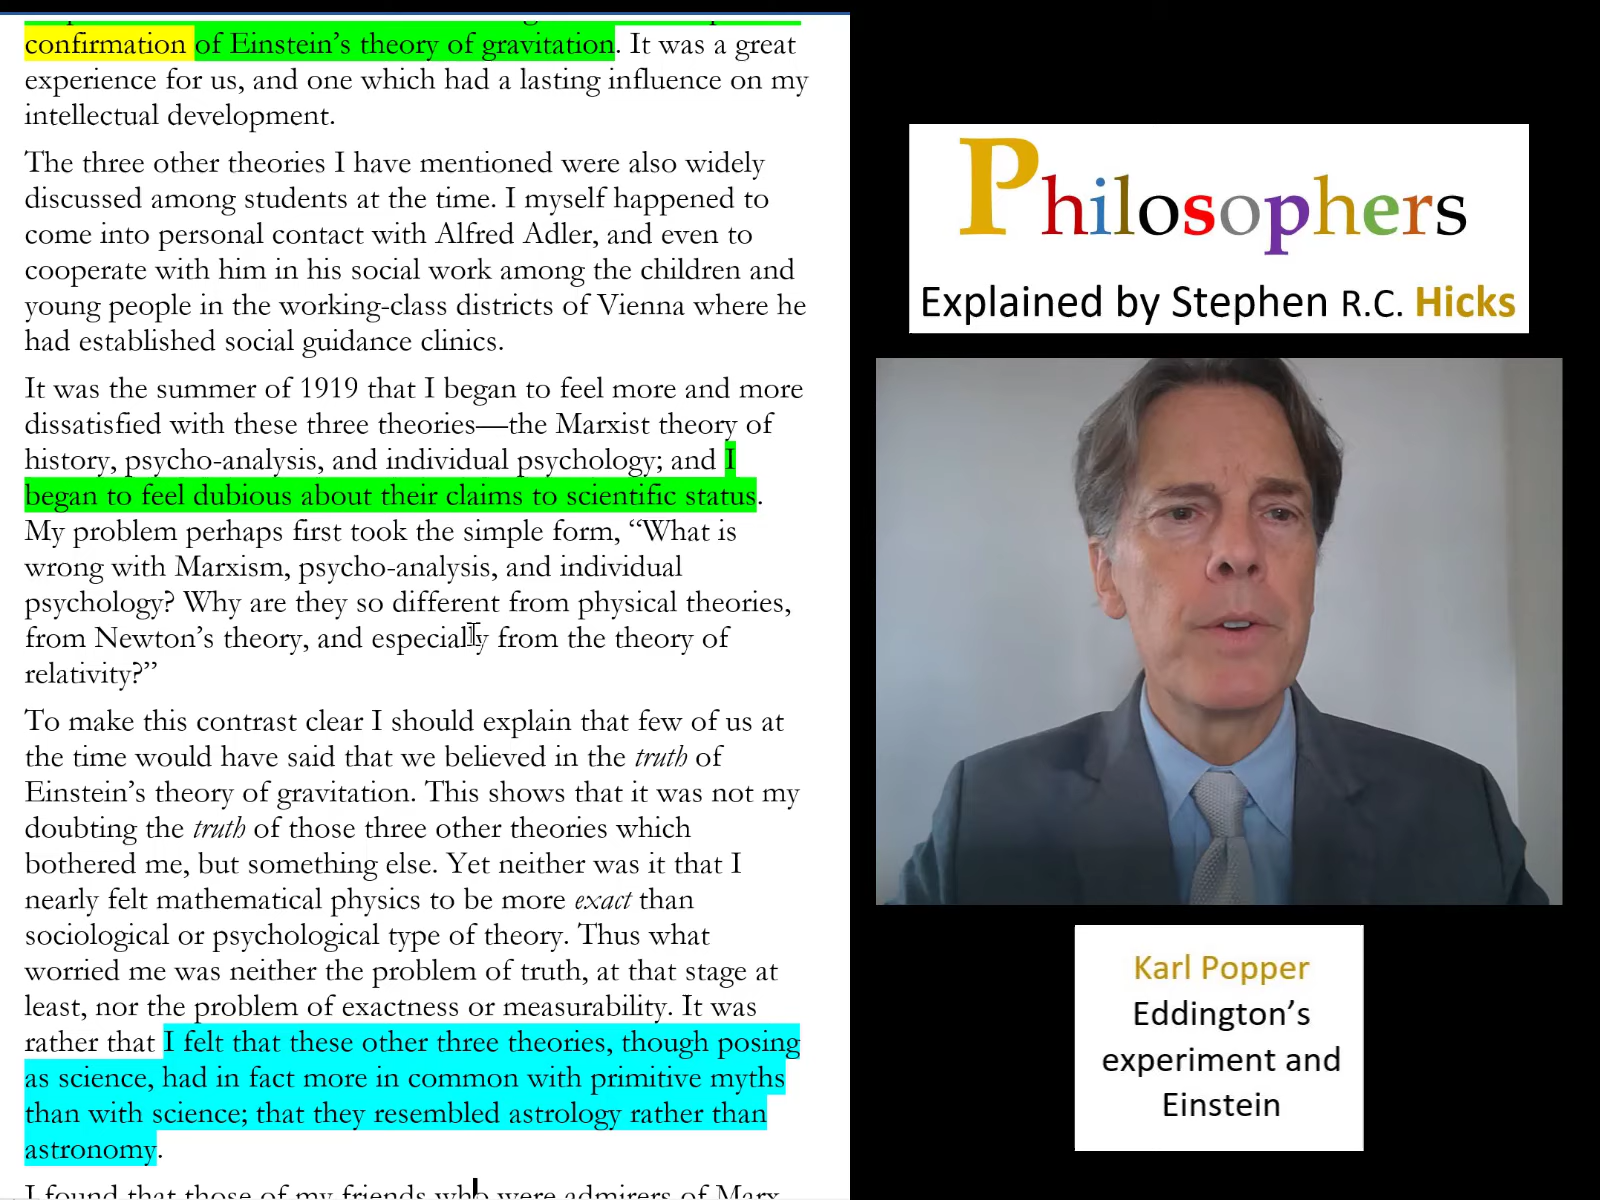 confirmation of Einstein’s theory of gravitation. It was a great
experience for us, and one which had a lasting influence on my
intellectual development.
The three other theories I have mentioned were also widely
discussed among students at the time. I myself happened to
come into personal contact with Alfred Adler, and even to
cooperate with him in his social work among the children and
young people in the working-class districts of Vienna where he
had established social guidance clinics.
It was the summer of 1919 that I began to feel more and more
dissatisfied with these three theories—the Marxist theory of
history, psycho-analysis, and individual psychology; and I
began to feel dubious about their claims to scientific status.
My problem perhaps first took the simple form, “What is
wrong with Marxism, psycho-analysis, and individual
psychology? Why are they so different from physical theories,
from Newton’s theory, and especially from the theory of
relativity?”
To make this contrast clear I should explain that few of us at
the time would have said that we believed in the truth of
Einstein’s theory of gravitation. This shows that it was not my
doubting the truth of those three other theories which
bothered me, but something else. Yet neither was it that I
nearly felt mathematical physics to be more exact than
sociological or psychological type of theory. Thus what
worried me was neither the problem of truth, at that stage at
least, nor the problem of exactness or measurability. It was
rather that I felt that these other three theories, though posing
as science, had in fact more in common with primitive myths
than with science; that they resembled astrology rather than
astronomy.
I found that those of my friends who were admirers of Marx,
Philosophers
Explained by Stephen R.C. Hicks
Karl Popper
Eddington’s
experiment and
Einstein